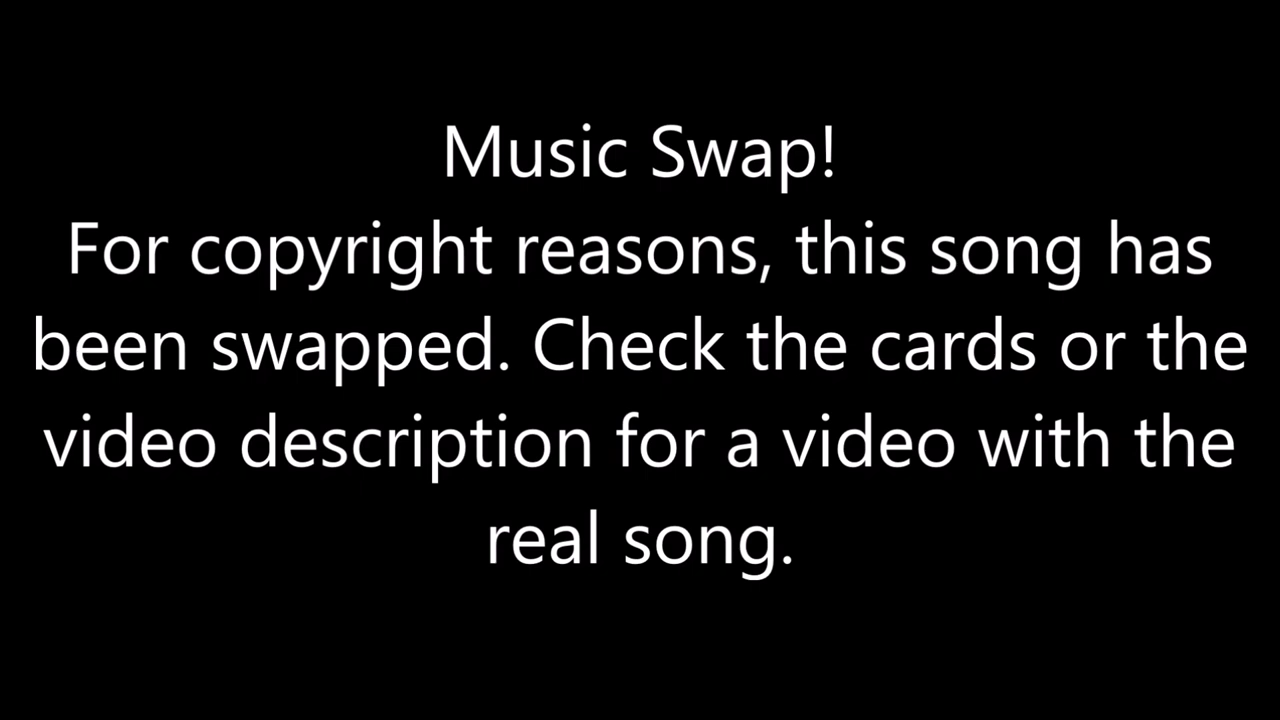 Music Swap!
For copyright reasons, this song has
been swapped. Check the cards or the
video description for a video with the
real song.